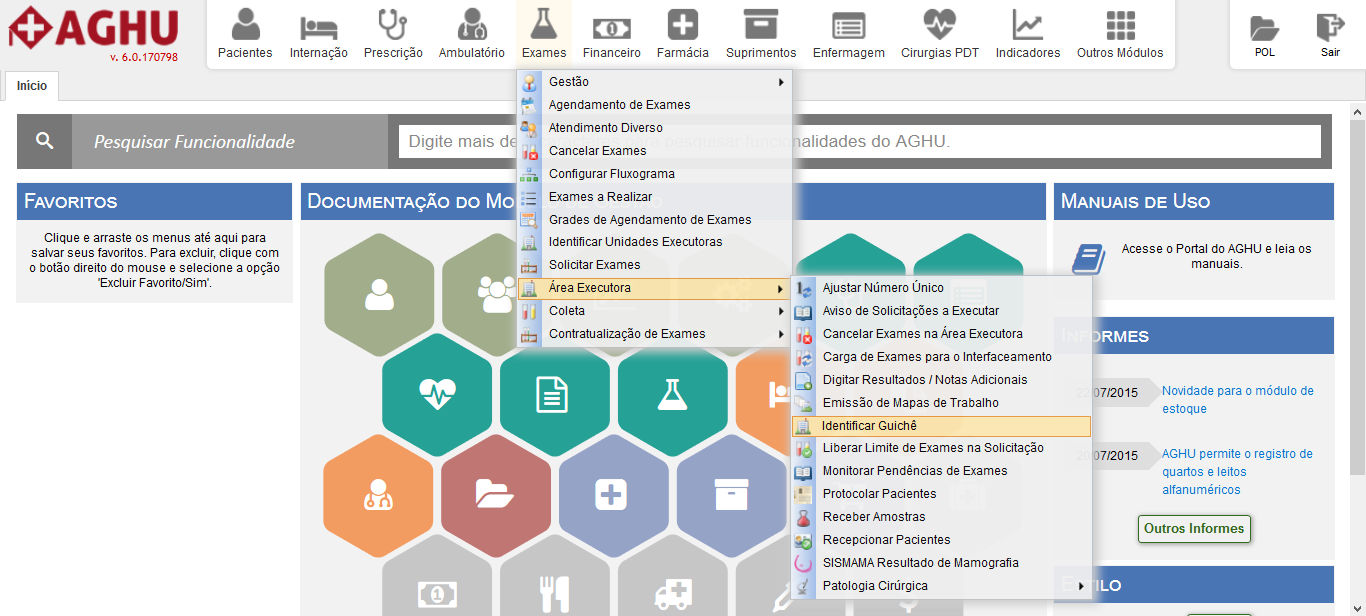 AGHU
v. 6.0.170798
Pacientes
Internação
Prescrição
Ambulatório
Exames
Financeiro
Farmácia
Suprimentos
Enfermagem
Cirurgias PDT
Indicadores
Outros Módulos
POL
Sair
Início
Pesquisar Funcionalidade
Digite mais de pesquisar funcionalidades do AGHU.
Gestão
Agendamento de Exames
Atendimento Diverso
Cancelar Exames
Configurar Fluxograma
Exames a Realizar
Grades de Agendamento de Exames
Identificar Unidades Executoras
Solicitar Exames
Área Executora
Coleta
Contratualização de Exames
Ajustar Número Único
Aviso de Solicitações a Executar
Cancelar Exames na Área Executora
Carga de Exames para o Interfaceamento
Digitar Resultados / Notas Adicionais
Emissão de Mapas de Trabalho
Identificar Guichê
Liberar Limite de Exames na Solicitação
Monitorar Pendências de Exames
Protocolar Pacientes
Receber Amostras
Recepcionar Pacientes
SISMAMA Resultado de Mamografia
Patologia Cirúrgica
Favoritos
Clique e arraste os menus até aqui para
salvar seus favoritos. Para excluir, clique com
o botão direito do mouse e selecione a opção
'Excluir Favorito/Sim'.
Documentação do Mo
Manuais de Uso
Acesse o Portal do AGHU e leia os
manuais.
Informes
/07/2015
Novidade para o módulo de
estoque
/07/2015
AGHU permite o registro de
quartos e leitos
alfanuméricos
Outros Informes
Estilo